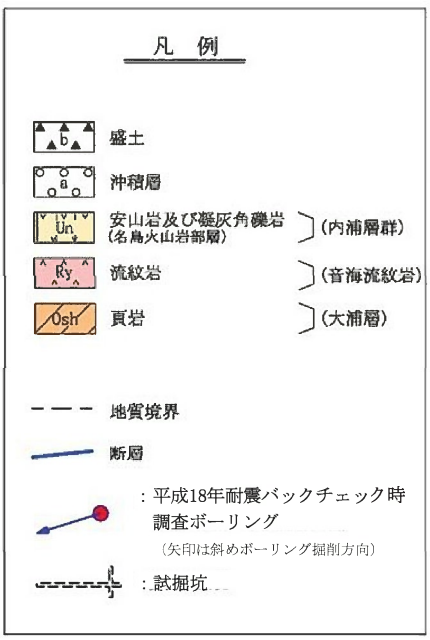 凡 例
b 盛土
a 沖積層
Un 安山岩及び凝灰角礫岩
(名島火山岩部層)
(内浦層群)
Ry 流紋岩 (音海流紋岩)
Osh 頁岩 (大浦層)
地質境界
断層
：平成18年耐震バックチェック時
調査ボーリング
（矢印は斜めボーリング掘削方向）
：試掘坑